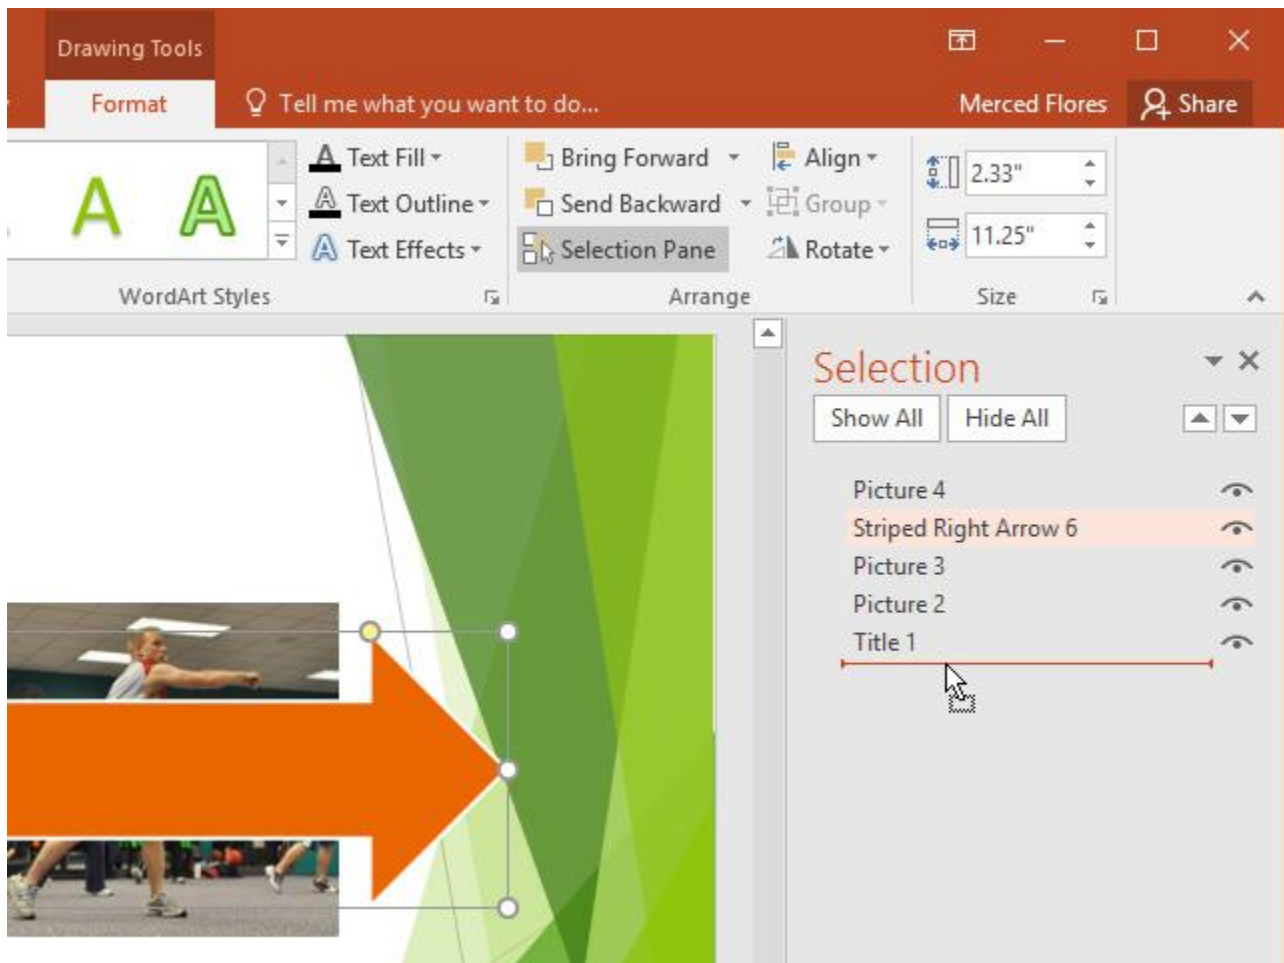 Drawing Tools
Format
Tell me what you want to do...
Merced Flores
Share
A A
A Text Fill
A Text Outline
A Text Effects
Bring Forward
Send Backward
Selection Pane
Align
Group
Rotate
2.33"
11.25"
WordArt Styles
Arrange
Size
Selection
Show All
Hide All
Picture 4
Striped Right Arrow 6
Picture 3
Picture 2
Title 1